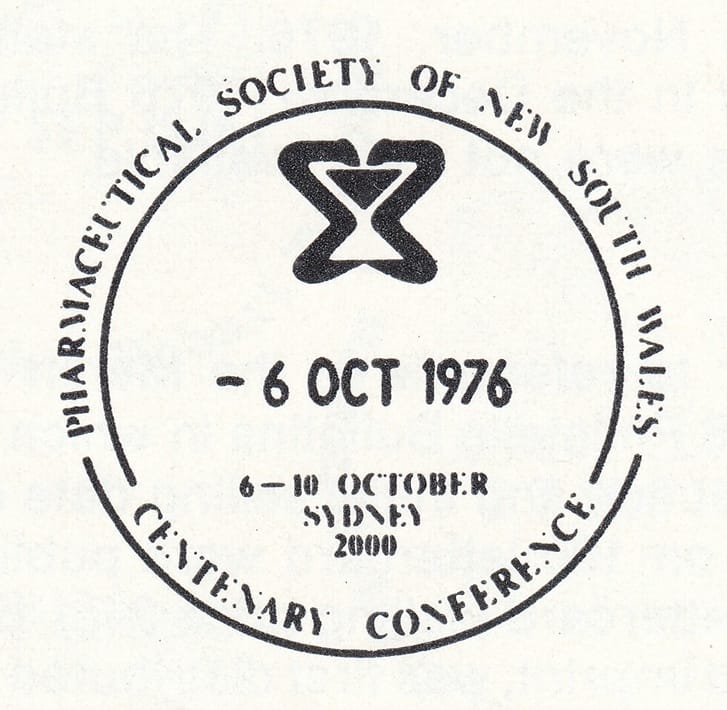 PHARMACEUTICAL SOCIETY OF NEW SOUTH WALES
- 6 OCT 1976
6 – 10 OCTOBER
SYDNEY
2000
CENTENARY CONFERENCE